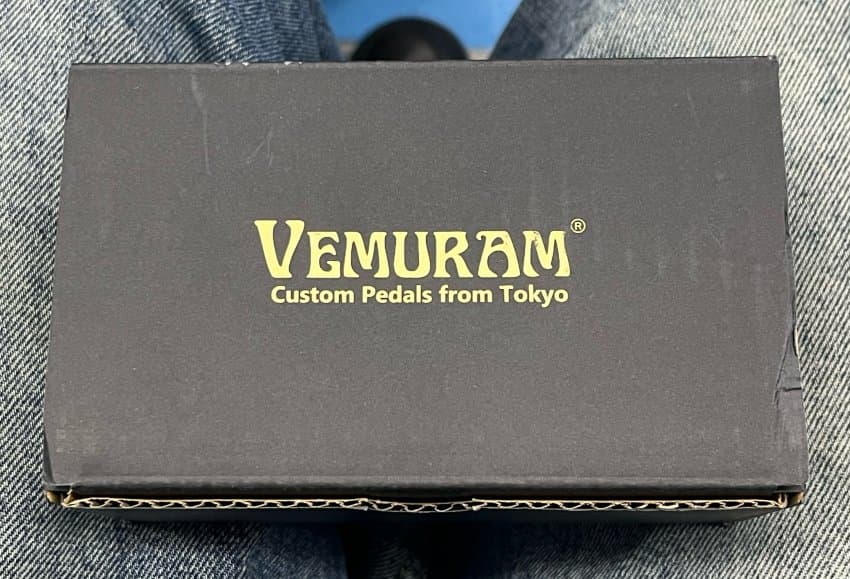 VEMURAM®
Custom Pedals from Tokyo